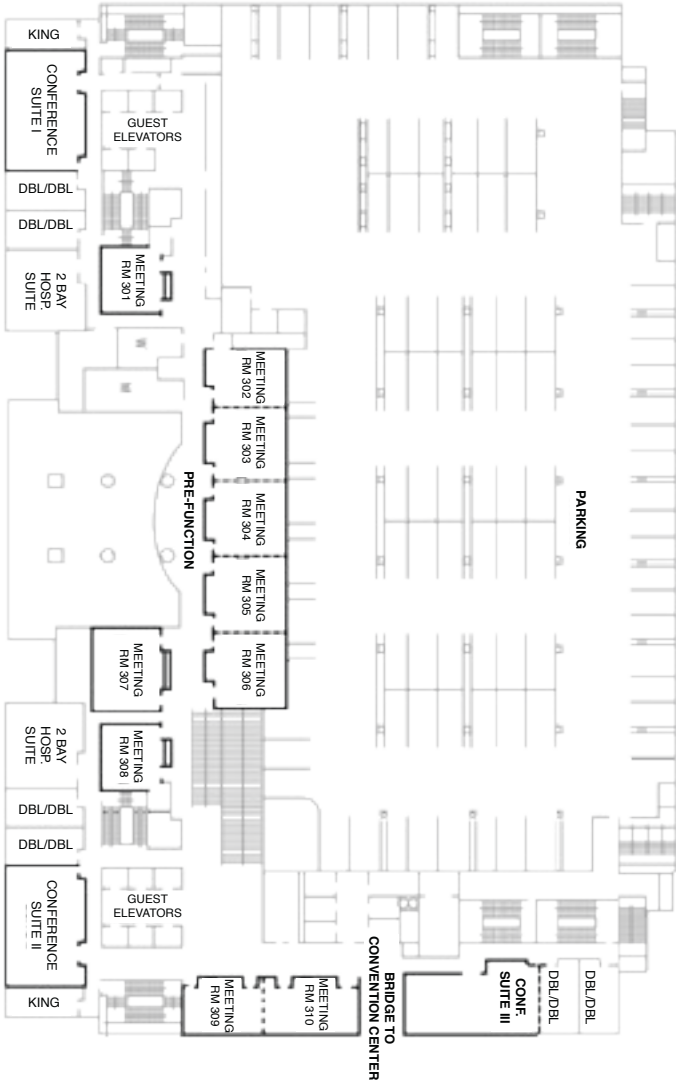 KING
CONFERENCE
SUITE I
GUEST
ELEVATORS
DBL/DBL
DBL/DBL
2 BAY
HOSP.
SUITE
MEETING
RM 301
W
M
MEETING
RM 302
MEETING
RM 303
MEETING
RM 304
MEETING
RM 305
MEETING
RM 306
PRE-FUNCTION
PARKING
MEETING
RM 307
MEETING
RM 308
2 BAY
HOSP.
SUITE
DBL/DBL
DBL/DBL
CONFERENCE
SUITE II
GUEST
ELEVATORS
KING
MEETING
RM 309
MEETING
RM 310
BRIDGE TO
CONVENTION CENTER
CONF.
SUITE III
DBL/DBL
DBL/DBL